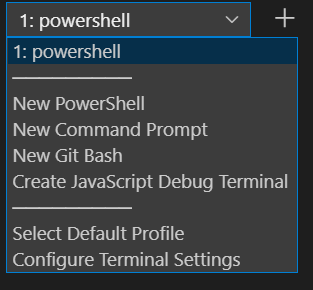 1: powershell
1: powershell
New PowerShell
New Command Prompt
New Git Bash
Create JavaScript Debug Terminal
Select Default Profile
Configure Terminal Settings